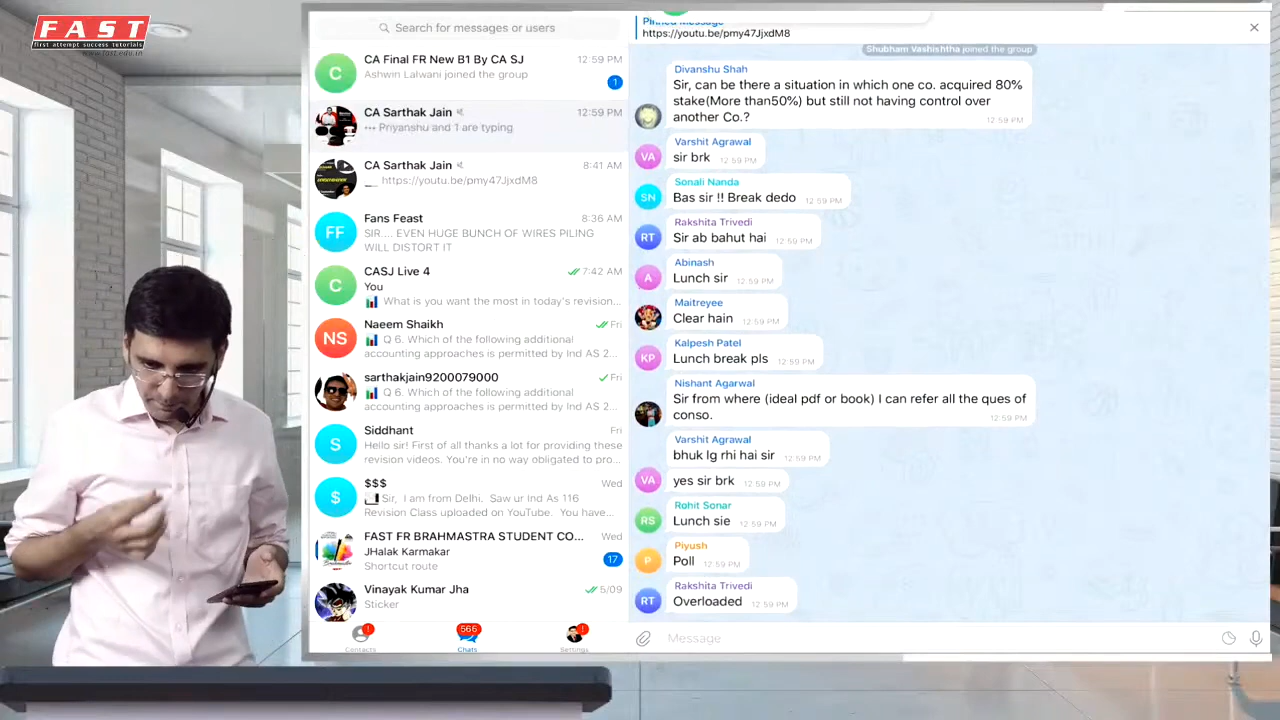 FAST
first attempt success tutorials
www.fast.edu.in
Search for messages or users
CA Final FR New B1 By CA SJ
12:59 PM
Ashwin Lalwani joined the group
1
CA Sarthak Jain
12:59 PM
Priyanshu and 1 are typing
CA Sarthak Jain
8:41 AM
https://youtu.be/pmy47JjxdM8
FF
Fans Feast
8:36 AM
SIR.... EVEN HUGE BUNCH OF WIRES PILING
WILL DISTORT IT
C
CASJ Live 4
7:42 AM
You
What is you want the most in today's revision...
NS
Naeem Shaikh
Fri
Q 6. Which of the following additional
accounting approaches is permitted by Ind AS 2...
sarthakjain9200079000
Fri
Q 6. Which of the following additional
accounting approaches is permitted by Ind AS 2...
S
Siddhant
Fri
Hello sir! First of all thanks a lot for providing these
revision videos. You're in no way obligated to pro...
$
$$$
Wed
Sir, I am from Delhi. Saw ur Ind As 116
Revision Class uploaded on YouTube. You have...
FAST FR BRAHMASTRA STUDENT CO...
Wed
JHalak Karmakar
17
Shortcut route
Vinayak Kumar Jha
5/09
Sticker
Contacts
566
Chats
Settings
Pinned Message
https://youtu.be/pmy47JjxdM8
Shubham Vashishtha joined the group
Divanshu Shah
Sir, can be there a situation in which one co. acquired 80%
stake(More than50%) but still not having control over
another Co.?
12:59 PM
Varshit Agrawal
VA
sir brk 12:59 PM
Sonali Nanda
SN
Bas sir !! Break dedo 12:59 PM
Rakshita Trivedi
RT
Sir ab bahut hai 12:59 PM
Abinash
A
Lunch sir 12:59 PM
Maitreyee
Clear hain 12:59 PM
Kalpesh Patel
KP
Lunch break pls 12:59 PM
Nishant Agarwal
Sir from where (ideal pdf or book) I can refer all the ques of
conso.
12:59 PM
Varshit Agrawal
bhuk lg rhi hai sir 12:59 PM
VA
yes sir brk 12:59 PM
Rohit Sonar
RS
Lunch sie 12:59 PM
Piyush
P
Poll 12:59 PM
Rakshita Trivedi
RT
Overloaded 12:59 PM
Message